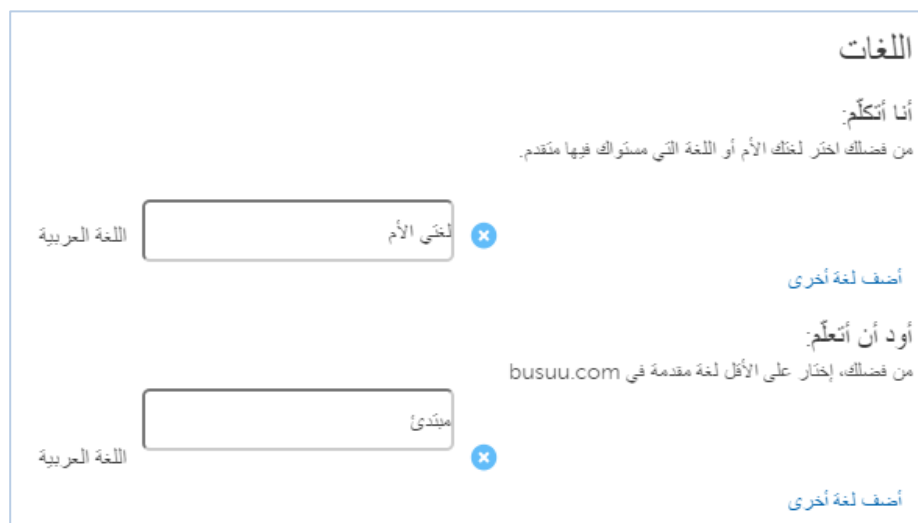 اللغات
أنا أتكلّم:
من فضلك اختر لغتك الأم أو اللغة التي مستواك فيها متقدم.
لغتي الأم اللغة العربية
أضف لغة أخرى
أود أن أتعلّم:
من فضلك، إختار على الأقل لغة مقدمة في busuu.com
مبتدئ
اللغة العربية
أضف لغة أخرى